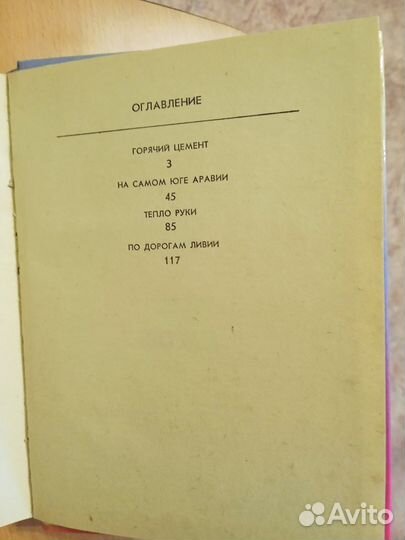 ОГЛАВЛЕНИЕ
ГОРЯЧИЙ ЦЕМЕНТ
3
НА САМОМ ЮГЕ АРАВИИ
45
ТЕПЛО РУКИ
85
ПО ДОРОГАМ ЛИВИИ
117
Avito